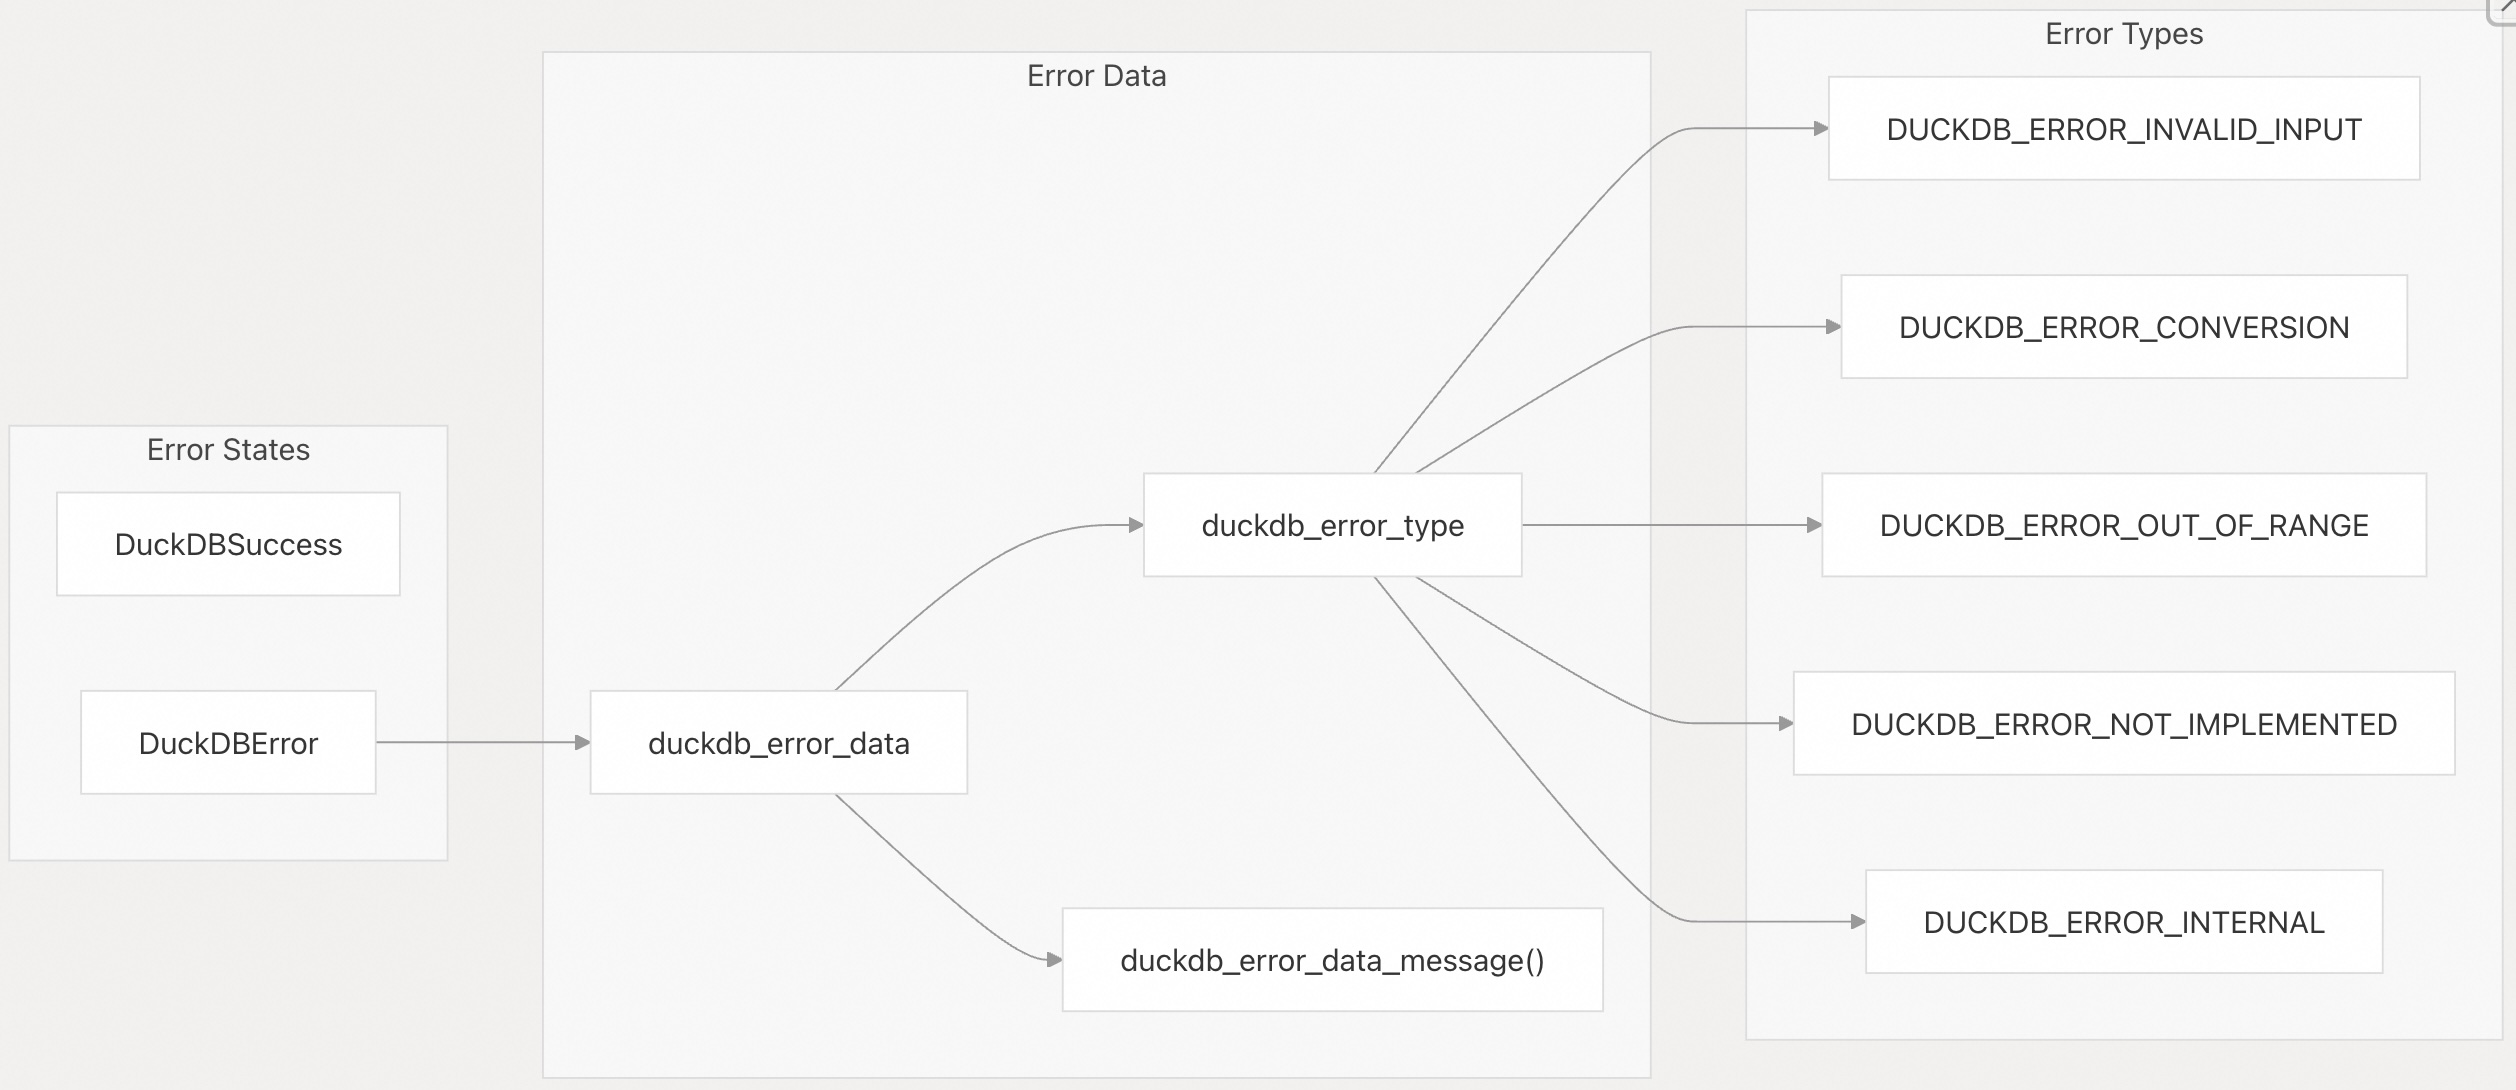 Error States
DuckDBSuccess
DuckDBError
Error Data
duckdb_error_data
duckdb_error_type
duckdb_error_data_message()
Error Types
DUCKDB_ERROR_INVALID_INPUT
DUCKDB_ERROR_CONVERSION
DUCKDB_ERROR_OUT_OF_RANGE
DUCKDB_ERROR_NOT_IMPLEMENTED
DUCKDB_ERROR_INTERNAL